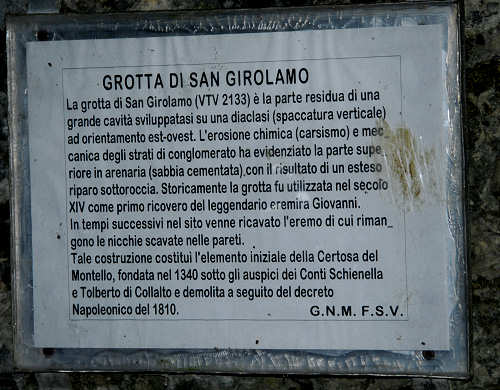 GROTTA DI SAN GIROLAMO
La grotta di San Girolamo (VTV 2133) è la parte residua di una
grande cavità sviluppatasi su una diaclasi (spaccatura verticale)
ad orientamento est-ovest. L'erosione chimica (carsismo) e mec
canica degli strati di conglomerato ha evidenziato la parte supe
riore in arenaria (sabbia cementata),con il risultato di un esteso
riparo sottoroccia. Storicamente la grotta fu utilizzata nel secolo
XIV come primo ricovero del leggendario eremira Giovanni.
In tempi successivi nel sito venne ricavato l'eremo di cui riman_
gono le nicchie scavate nelle pareti.
Tale costruzione costituì l'elemento iniziale della Certosa del
Montello, fondata nel 1340 sotto gli auspici dei Conti Schienella
e Tolberto di Collalto e demolita a seguito del decreto
Napoleonico del 1810. G.N.M. F.S.V.